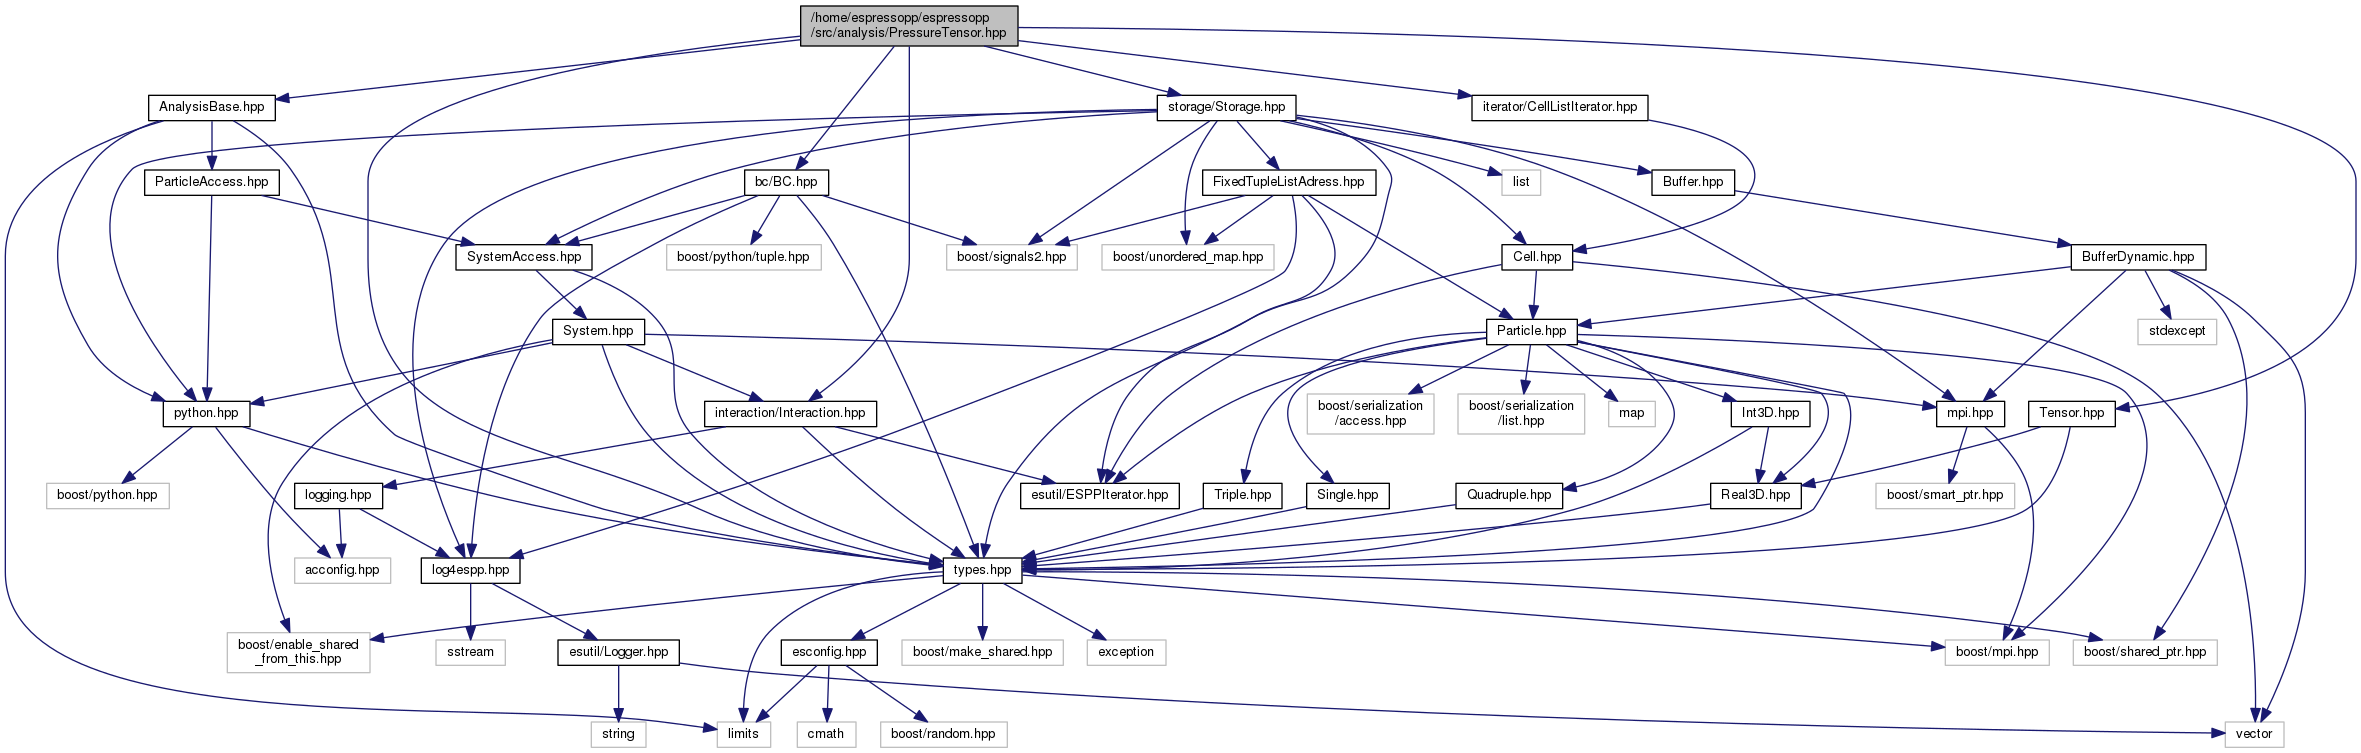 /home/espressopp/espressopp
/src/analysis/PressureTensor.hpp
AnalysisBase.hpp
storage/Storage.hpp
iterator/CellListIterator.hpp
ParticleAccess.hpp
bc/BC.hpp
FixedTupleListAdress.hpp
list
Buffer.hpp
SystemAccess.hpp
boost/python/tuple.hpp
boost/signals2.hpp
boost/unordered_map.hpp
Cell.hpp
BufferDynamic.hpp
System.hpp
Particle.hpp
stdexcept
python.hpp
interaction/Interaction.hpp
boost/serialization
/access.hpp
boost/serialization
/list.hpp
map
Int3D.hpp
mpi.hpp
Tensor.hpp
boost/python.hpp
logging.hpp
esutil/ESPPIterator.hpp
Triple.hpp
Single.hpp
Quadruple.hpp
Real3D.hpp
boost/smart_ptr.hpp
acconfig.hpp
log4espp.hpp
types.hpp
boost/enable_shared
_from_this.hpp
sstream
esutil/Logger.hpp
esconfig.hpp
boost/make_shared.hpp
exception
boost/mpi.hpp
boost/shared_ptr.hpp
string
limits
cmath
boost/random.hpp
vector